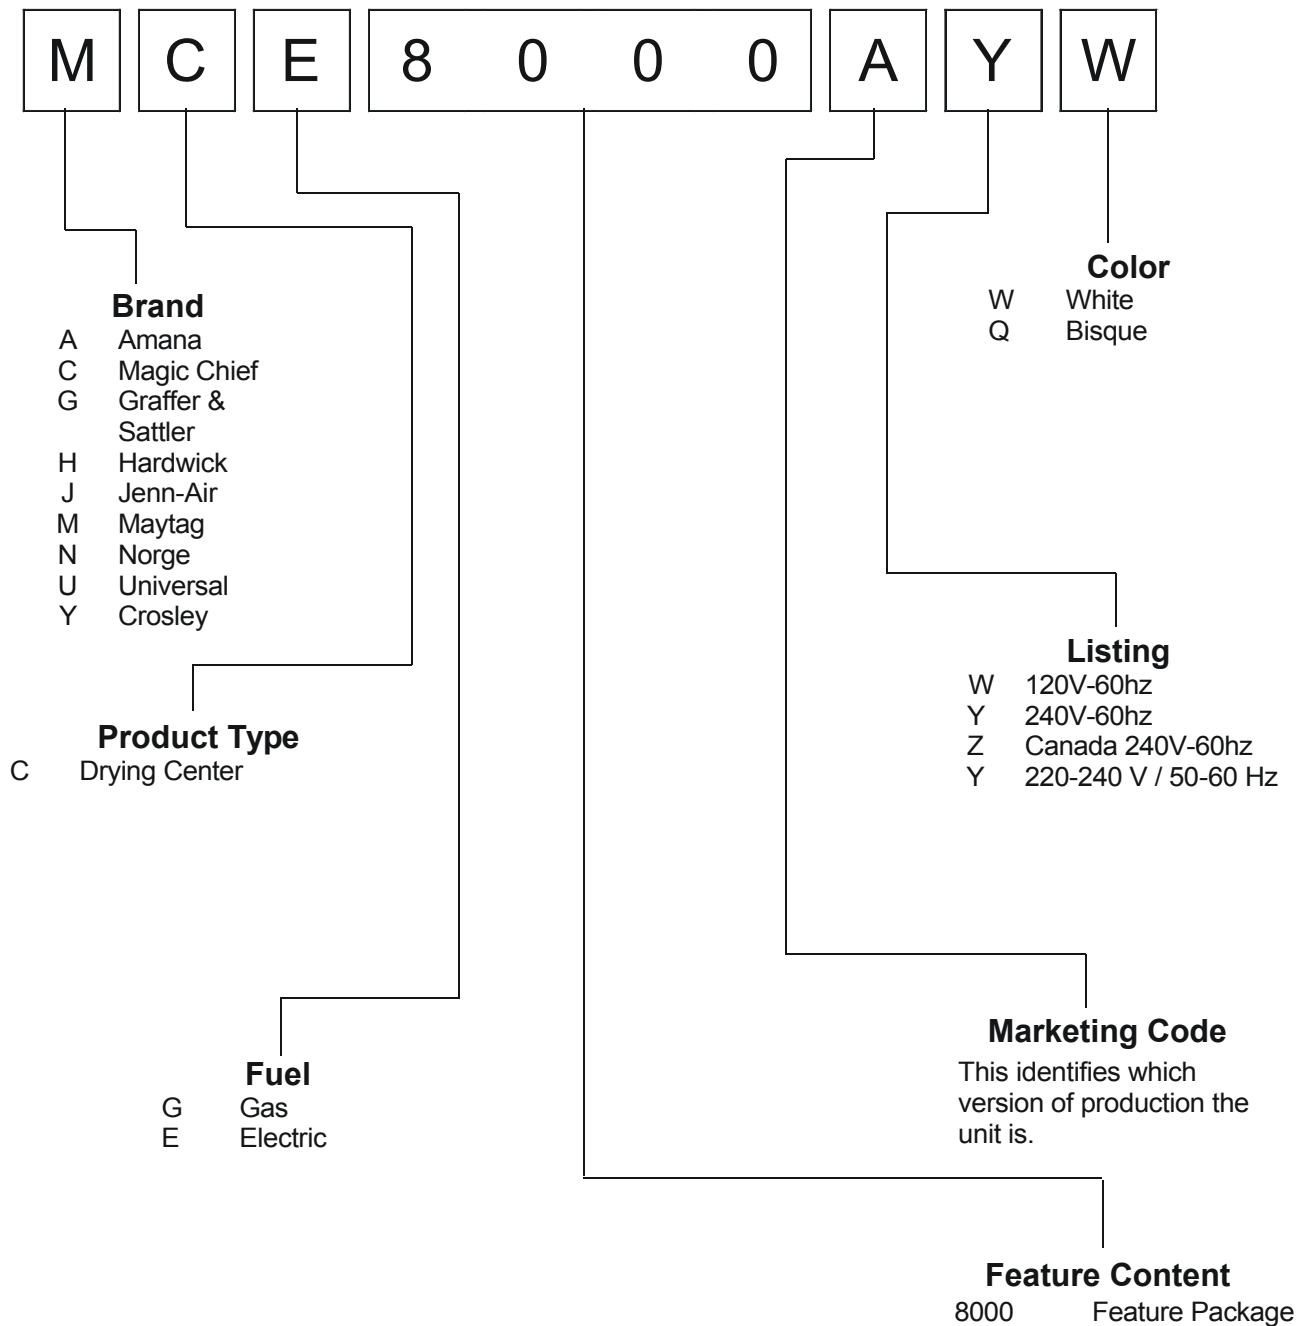 M C E 8 0 0 0 A Y W
Brand
A Amana
C Magic Chief
G Graffer &
Sattler
H Hardwick
J Jenn-Air
M Maytag
N Norge
U Universal
Y Crosley
Product Type
C Drying Center
Fuel
G Gas
E Electric
Color
W White
Q Bisque
Listing
W 120V-60hz
Y 240V-60hz
Z Canada 240V-60hz
Y 220-240 V / 50-60 Hz
Marketing Code
This identifies which
version of production the
unit is.
Feature Content
8000 Feature Package